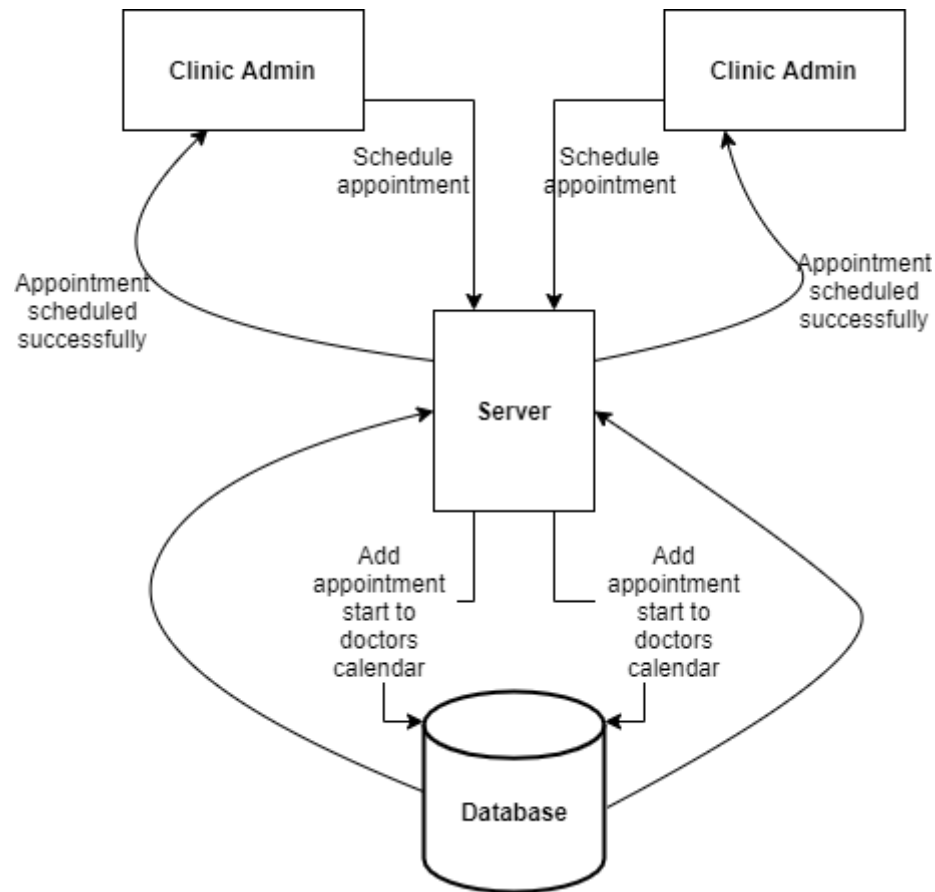 Clinic Admin
Clinic Admin
Schedule
appointment
Schedule
appointment
Appointment
scheduled
successfully
Appointment
scheduled
successfully
Server
Add
appointment
start to
doctors
calendar
Add
appointment
start to
doctors
calendar
Database